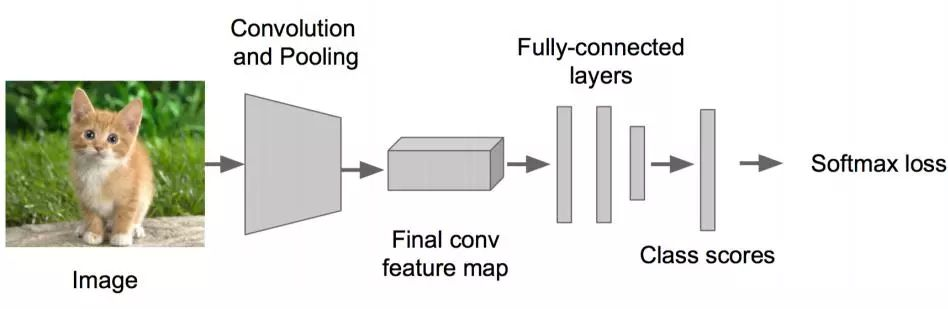 Convolution
and Pooling
Fully-connected
layers
Softmax loss
Final conv
feature map
Class scores
Image